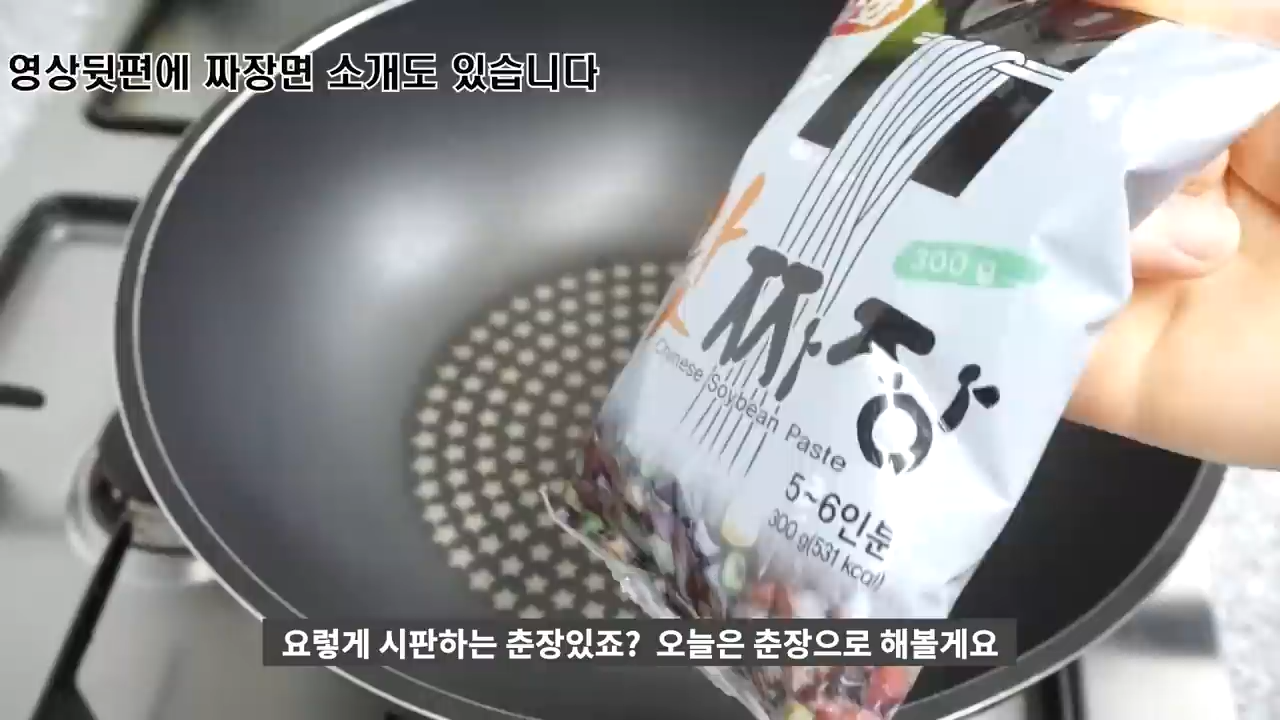 영상뒷편에 짜장면 소개도 있습니다
300 g
짜장
Chinese Soybean Paste
5~6인분
300 g(531 kcal)
요렇게 시판하는 춘장있죠? 오늘은 춘장으로 해볼게요